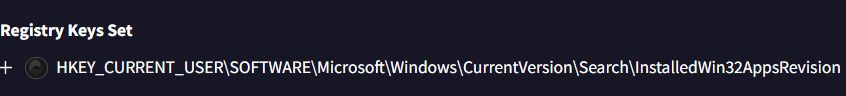 Registry Keys Set
+ HKEY_CURRENT_USER\SOFTWARE\Microsoft\Windows\CurrentVersion\Search\InstalledWin32AppsRevision